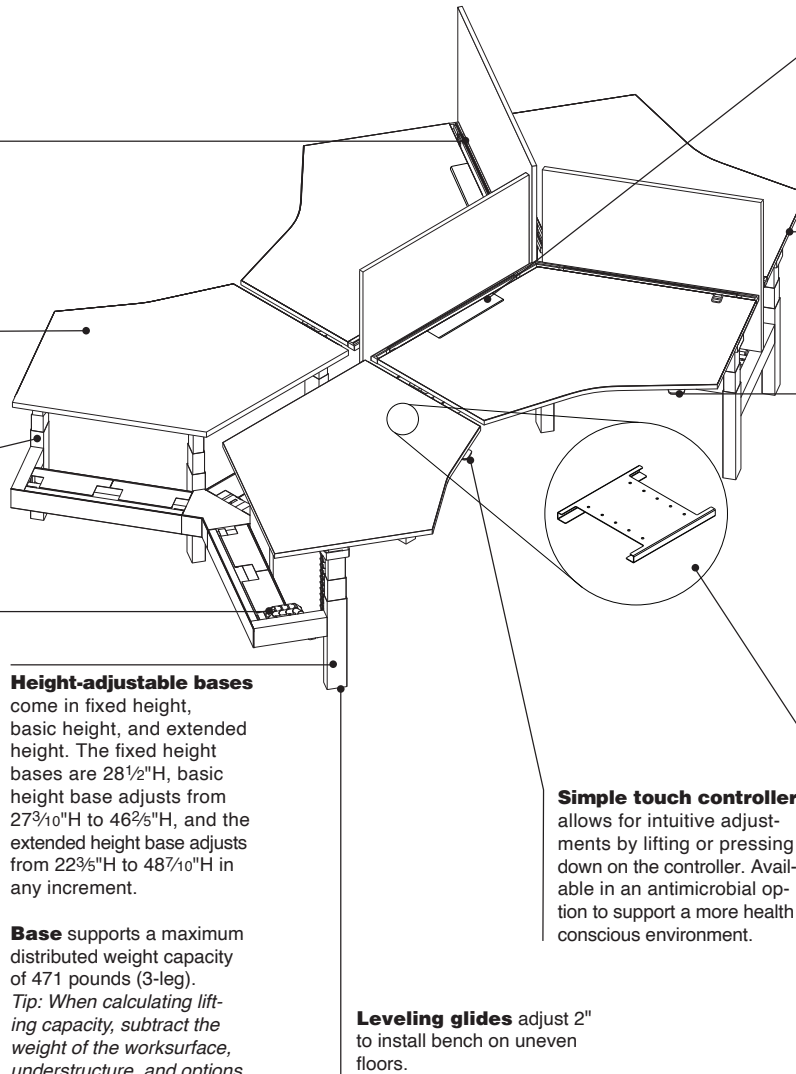 Height-adjustable bases
come in fixed height,
basic height, and extended
height. The fixed height
bases are 28½"H, basic
height base adjusts from
27³⁄₁₀"H to 46⅖"H, and the
extended height base adjusts
from 22⅗"H to 48⁷⁄₁₀"H in
any increment.
Base supports a maximum
distributed weight capacity
of 471 pounds (3-leg).
Tip: When calculating lift-
ing capacity, subtract the
weight of the worksurface,
understructure, and options
Leveling glides adjust 2"
to install bench on uneven
floors.
Simple touch controller
allows for intuitive adjust-
ments by lifting or pressing
down on the controller. Avail-
able in an antimicrobial op-
tion to support a more health
conscious environment.